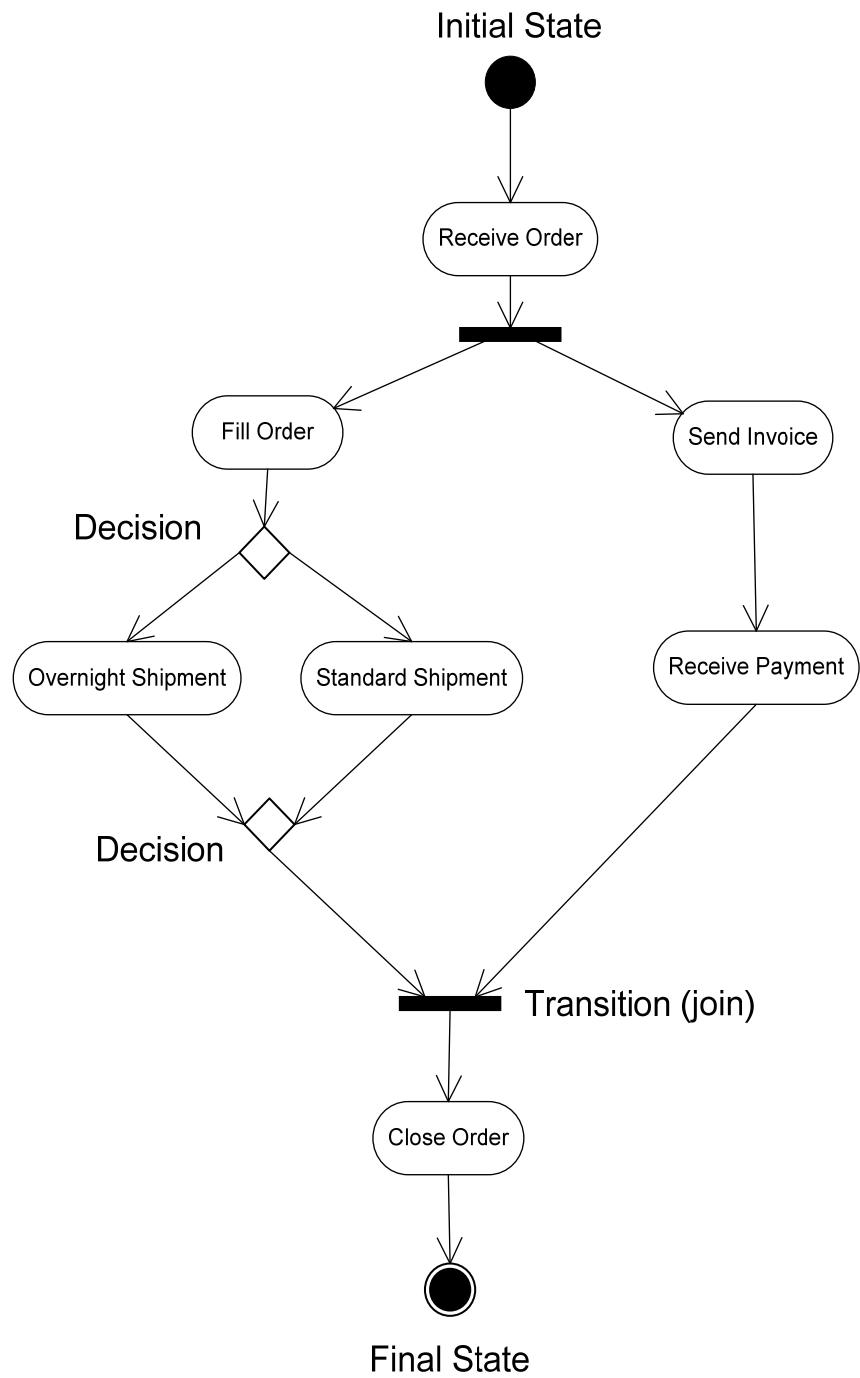 Initial State
Receive Order
Fill Order
Send Invoice
Decision
Overnight Shipment
Standard Shipment
Receive Payment
Decision
Transition (join)
Close Order
Final State